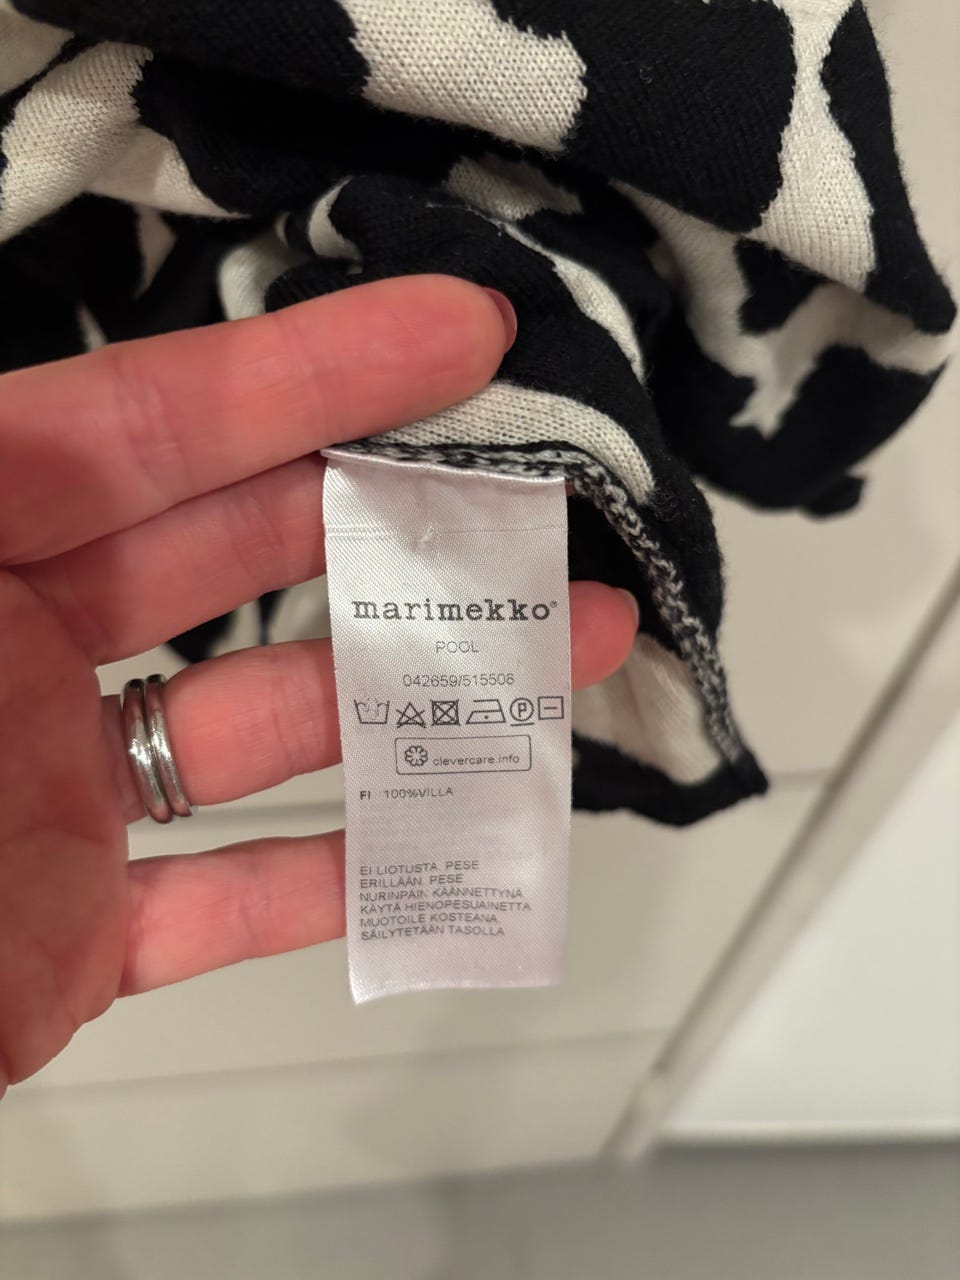 marimekko®
POOL
042659/515508
P
clevercare.info
FI 100%VILLA
EI LIOTUSTA. PESE
ERILLÄÄN. PESE
NURINPÄIN KÄÄNNETTYNÄ
KÄYTÄ HIENOPESUAINETTA
MUOTOILE KOSTEANA.
SÄILYTETÄÄN TASOLLA